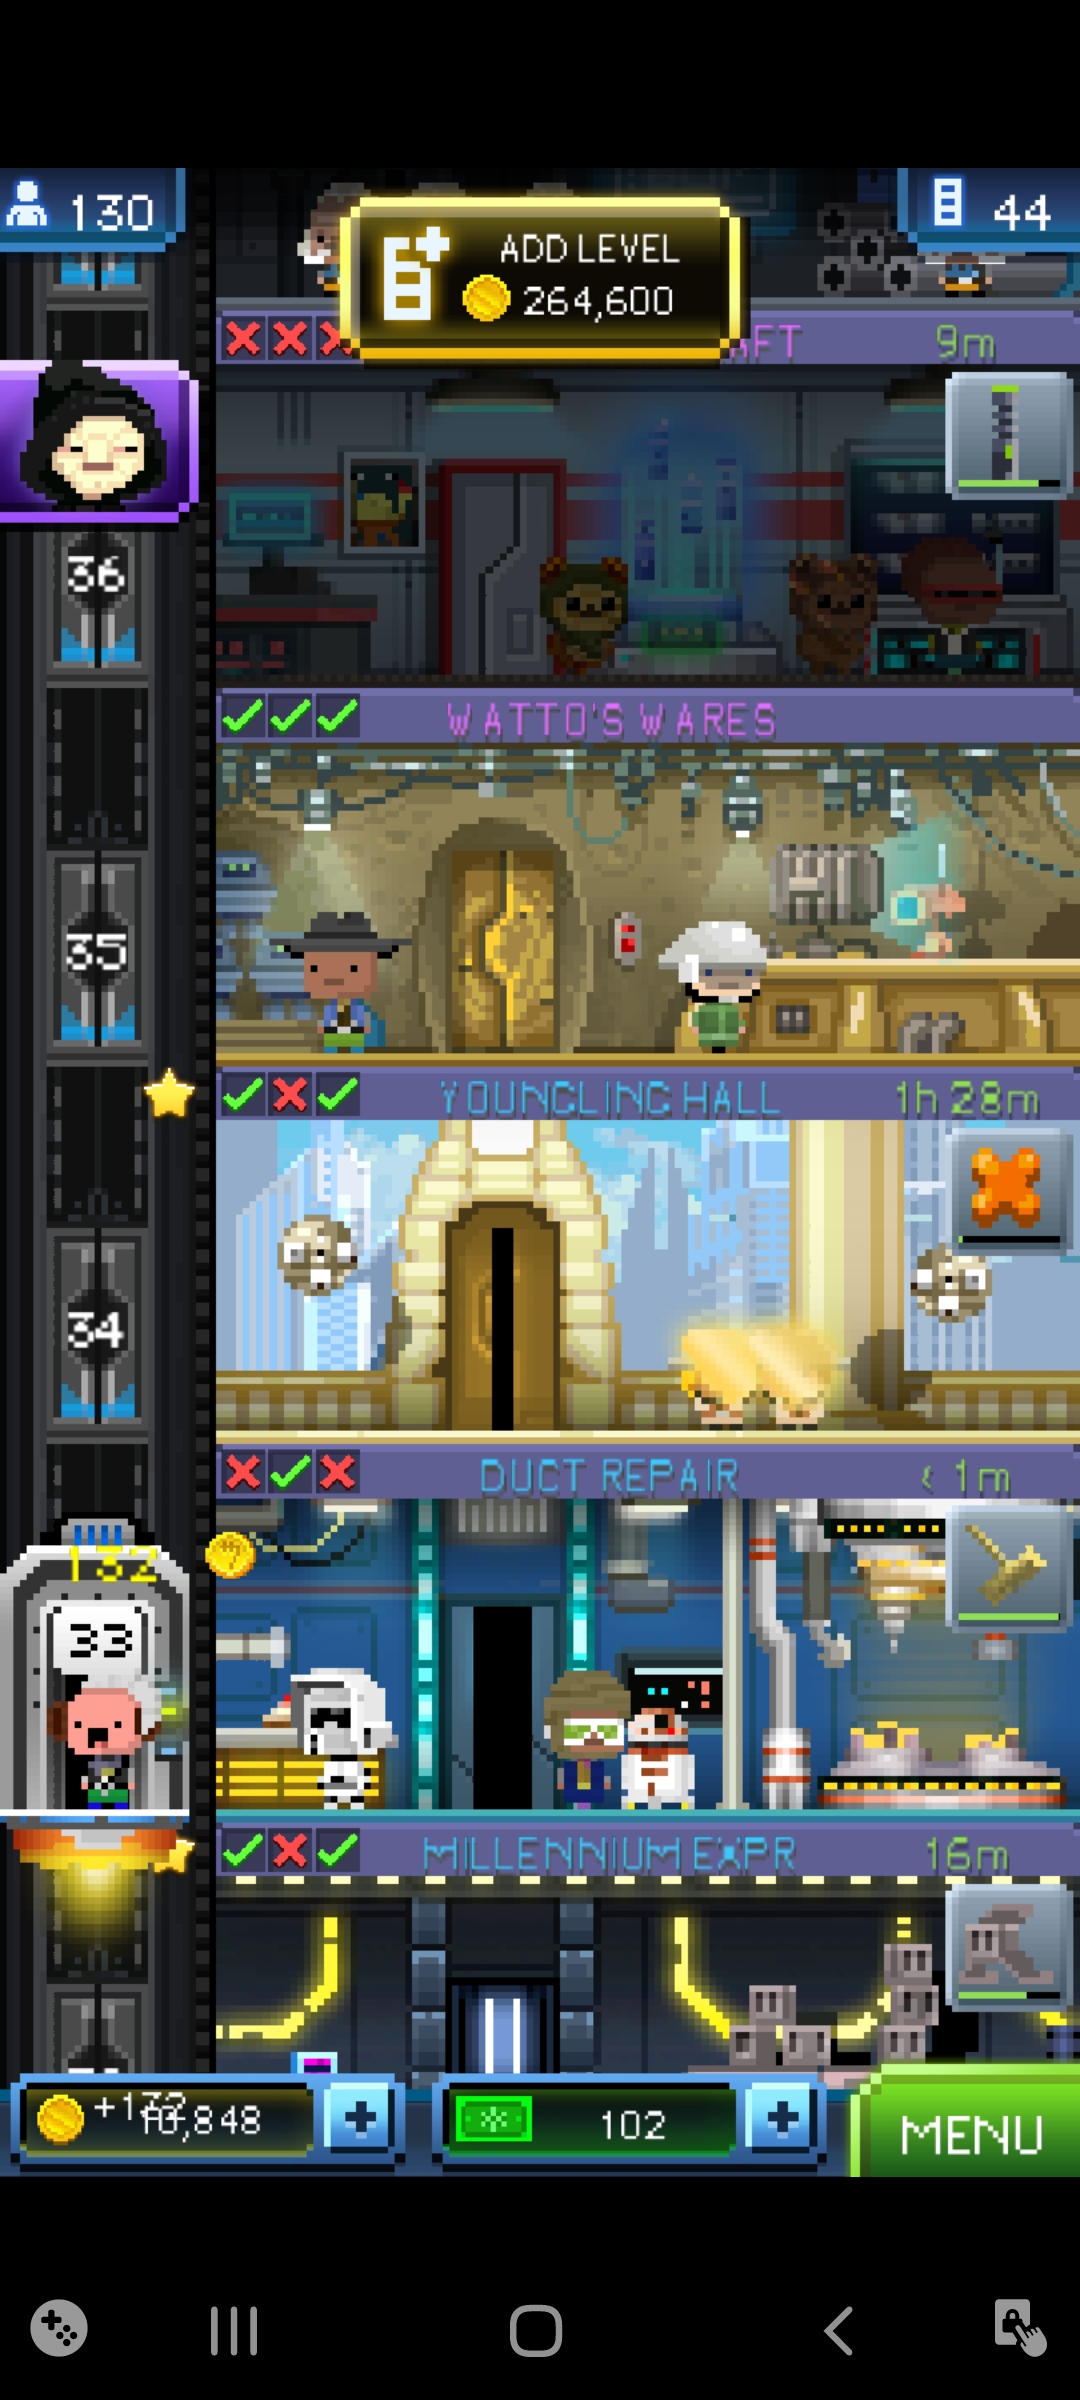 130
ADD LEVEL
264,600
44
9m
36
WATTO'S WARES
35
YOUNGLING HALL
1h 28m
34
DUCT REPAIR
< 1m
132
33
MILLENNIUM EXPR
16m
102
MENU